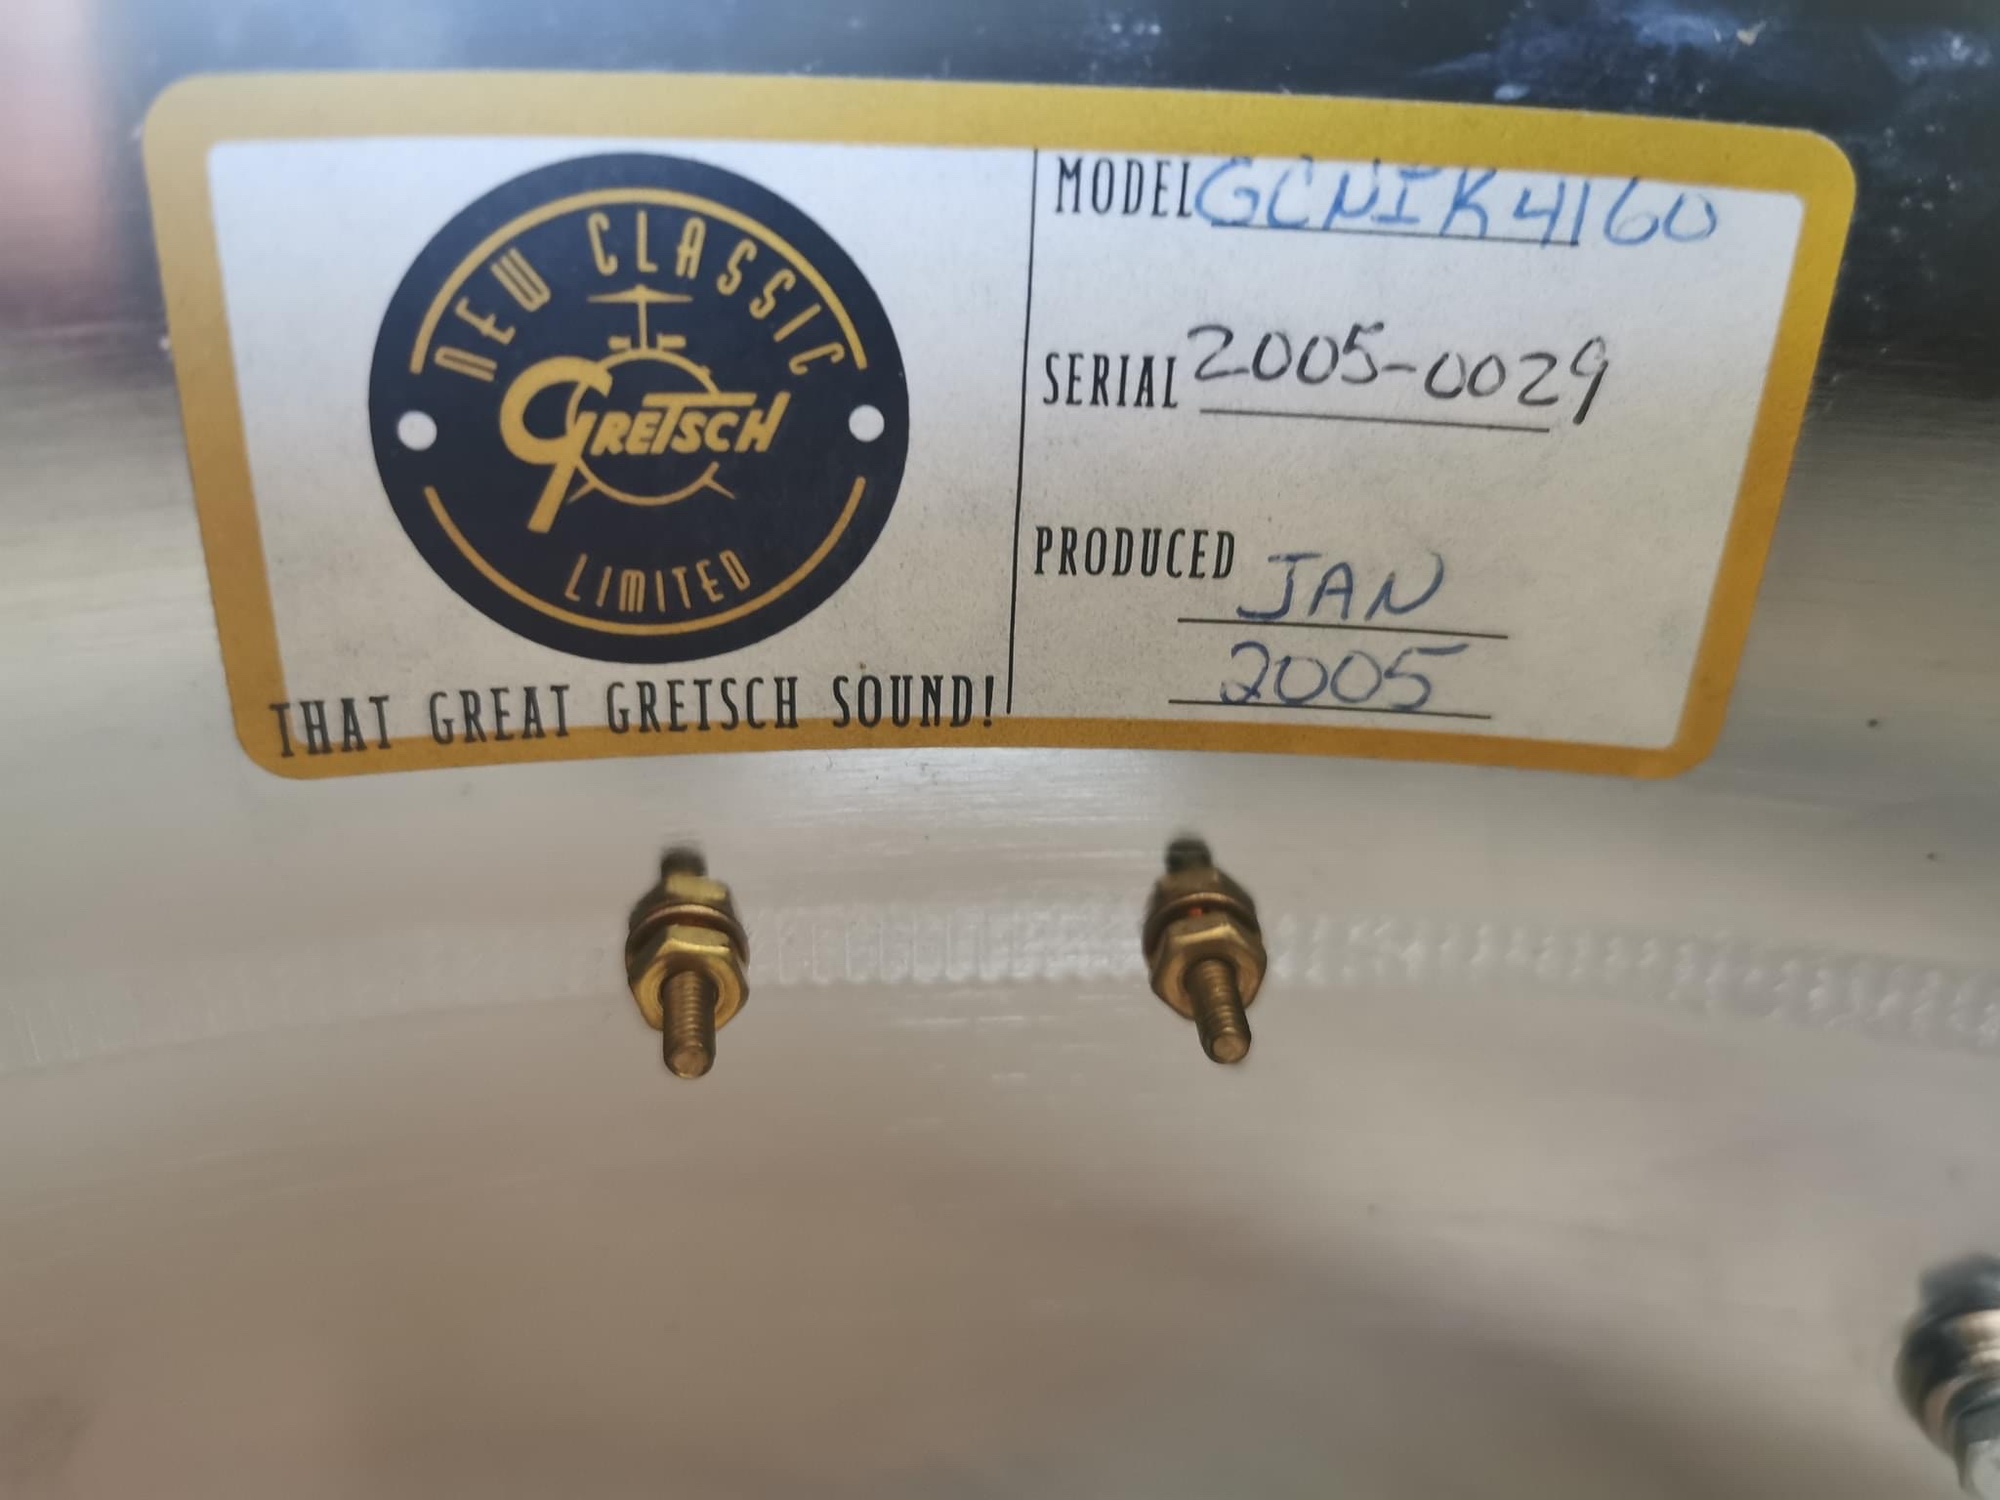 NEW CLASSIC
GRETSCH
LIMITED
THAT GREAT GRETSCH SOUND!
MODEL GCNIK4160
SERIAL 2005-0029
PRODUCED JAN
2005